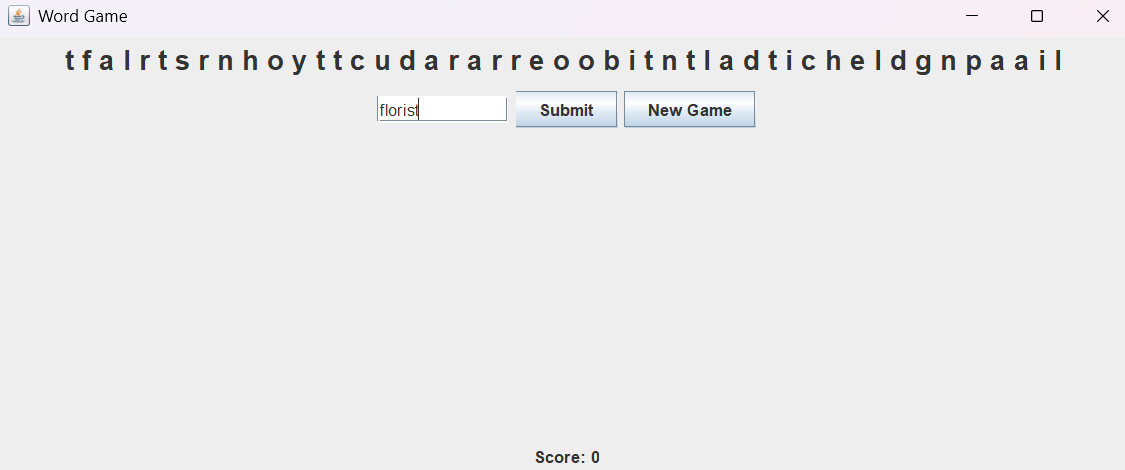 Word Game
t f a l r t s r n h o y t t c u d a r a r r e o o b i t n t l a d t i c h e l d g n p a a i l
florist Submit New Game
Score: 0